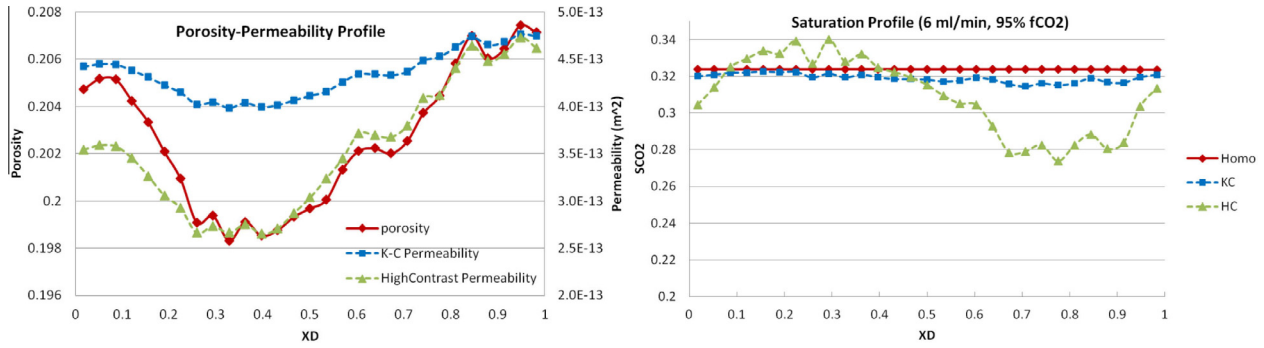 Porosity-Permeability Profile
0.208
0.206
0.204
0.202
0.2
0.198
0.196
Porosity
5.0E-13
4.5E-13
4.0E-13
3.5E-13
3.0E-13
2.5E-13
2.0E-13
Permeability (m^2)
porosity
K-C Permeability
HighContrast Permeability
0 0.1 0.2 0.3 0.4 0.5 0.6 0.7 0.8 0.9 1
XD
Saturation Profile (6 ml/min, 95% fCO2)
0.34
0.32
0.3
0.28
0.26
0.24
0.22
0.2
SCO2
Homo
KC
HC
0 0.1 0.2 0.3 0.4 0.5 0.6 0.7 0.8 0.9 1
XD